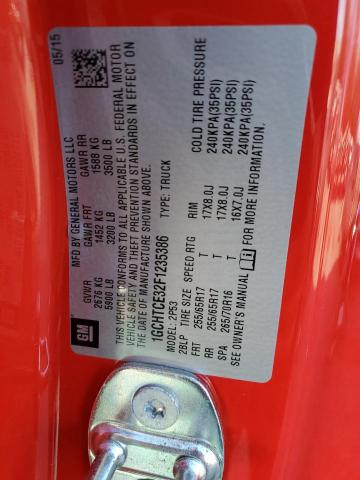 MFD BY GENERAL MOTORS LLC 05/15
GVWR GAWR FRT GAWR RR
2676 KG 1452 KG 1588 KG
5900 LB 3200 LB 3500 LB
THIS VEHICLE CONFORMS TO ALL APPLICABLE U.S. FEDERAL MOTOR
VEHICLE SAFETY AND THEFT PREVENTION STANDARDS IN EFFECT ON
THE DATE OF MANUFACTURE SHOWN ABOVE.
GM
1GCHTCE32F1235386 TYPE: TRUCK
MODEL: 2P53
2BLP TIRE SIZE SPEED RTG RIM COLD TIRE PRESSURE
FRT 255/65R17 T 17X8.0J 240KPA(35PSI)
RR 255/65R17 T 17X8.0J 240KPA(35PSI)
SPA 265/70R16 T 16X7.0J 240KPA(35PSI)
SEE OWNER'S MANUAL FOR MORE INFORMATION.